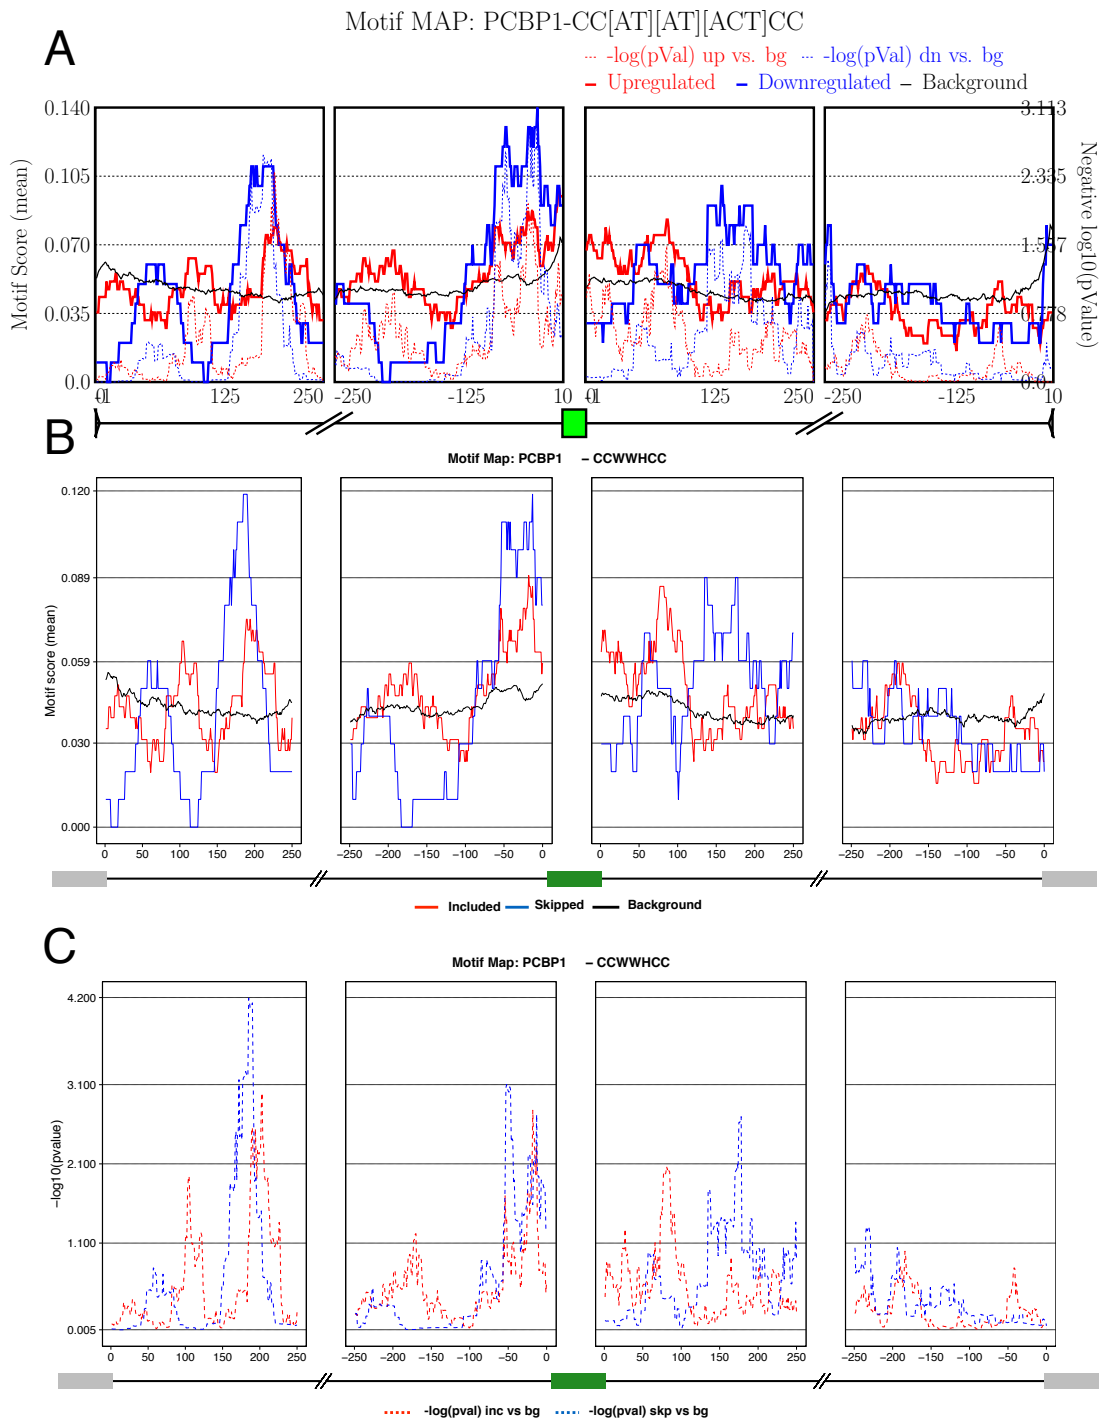 Motif MAP: PCBP1-CC[AT][AT][ACT]CC
A
-log(pVal) up vs. bg -log(pVal) dn vs. bg
Upregulated Downregulated Background
0.140 3.113
0.105 2.335
0.070 1.557
0.035 0.778
0.0 0.0
Motif Score (mean)
Negative log10(pValue)
0 1 125 250 -250 -125 10 -1 0 125 250 -250 -125 10
B
Motif Map: PCBP1 – CCWWHCC
0.120
0.089
0.059
0.030
0.000
Motif score (mean)
0 50 100 150 200 250 −250 −200 −150 −100 −50 0 0 50 100 150 200 250 −250 −200 −150 −100 −50 0
Included Skipped Background
C
Motif Map: PCBP1 – CCWWHCC
4.200
3.100
2.100
1.100
0.005
−log10(pvalue)
0 50 100 150 200 250 −250 −200 −150 −100 −50 0 0 50 100 150 200 250 −250 −200 −150 −100 −50 0
-log(pval) inc vs bg -log(pval) skp vs bg